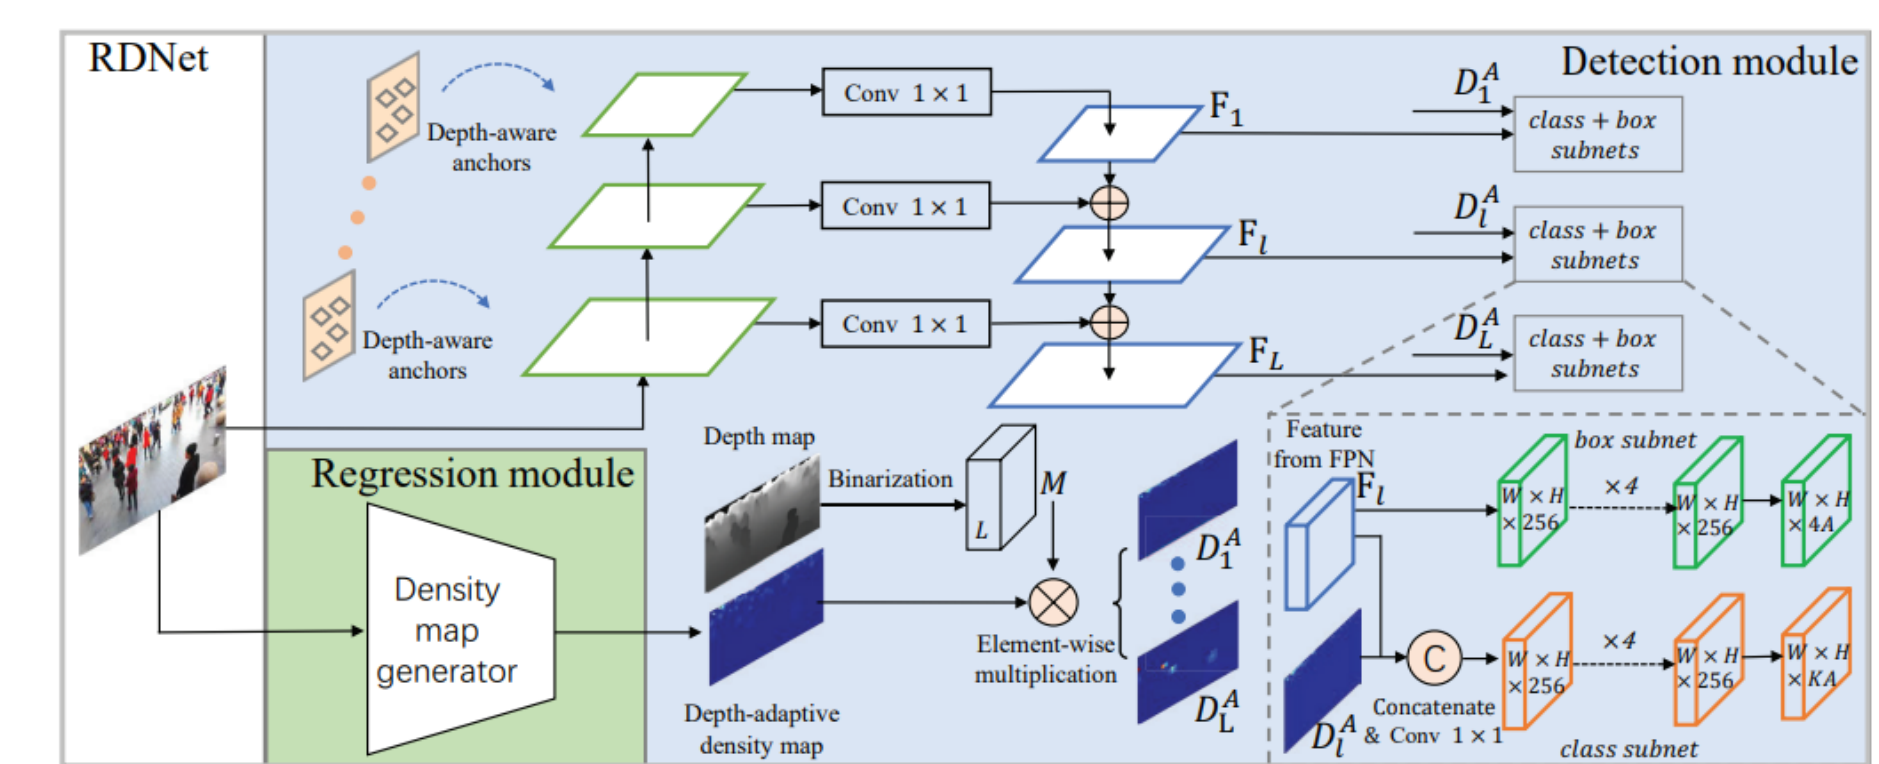 RDNet
Detection module
Depth-aware
anchors
Conv 1 × 1
F₁
D₁ᴬ
class + box
subnets
Conv 1 × 1
Fₗ
Dₗᴬ
class + box
subnets
Depth-aware
anchors
Conv 1 × 1
F_L
D_Lᴬ
class + box
subnets
Regression module
Density
map
generator
Depth map
Binarization
L
M
D₁ᴬ
Element-wise
multiplication
D_Lᴬ
Depth-adaptive
density map
Feature
from FPN
Fₗ
box subnet
W × H
× 256
×4
W × H
× 256
W × H
× 4A
Dₗᴬ
C
Concatenate
& Conv 1 × 1
W × H
× 256
×4
W × H
× 256
W × H
× KA
class subnet